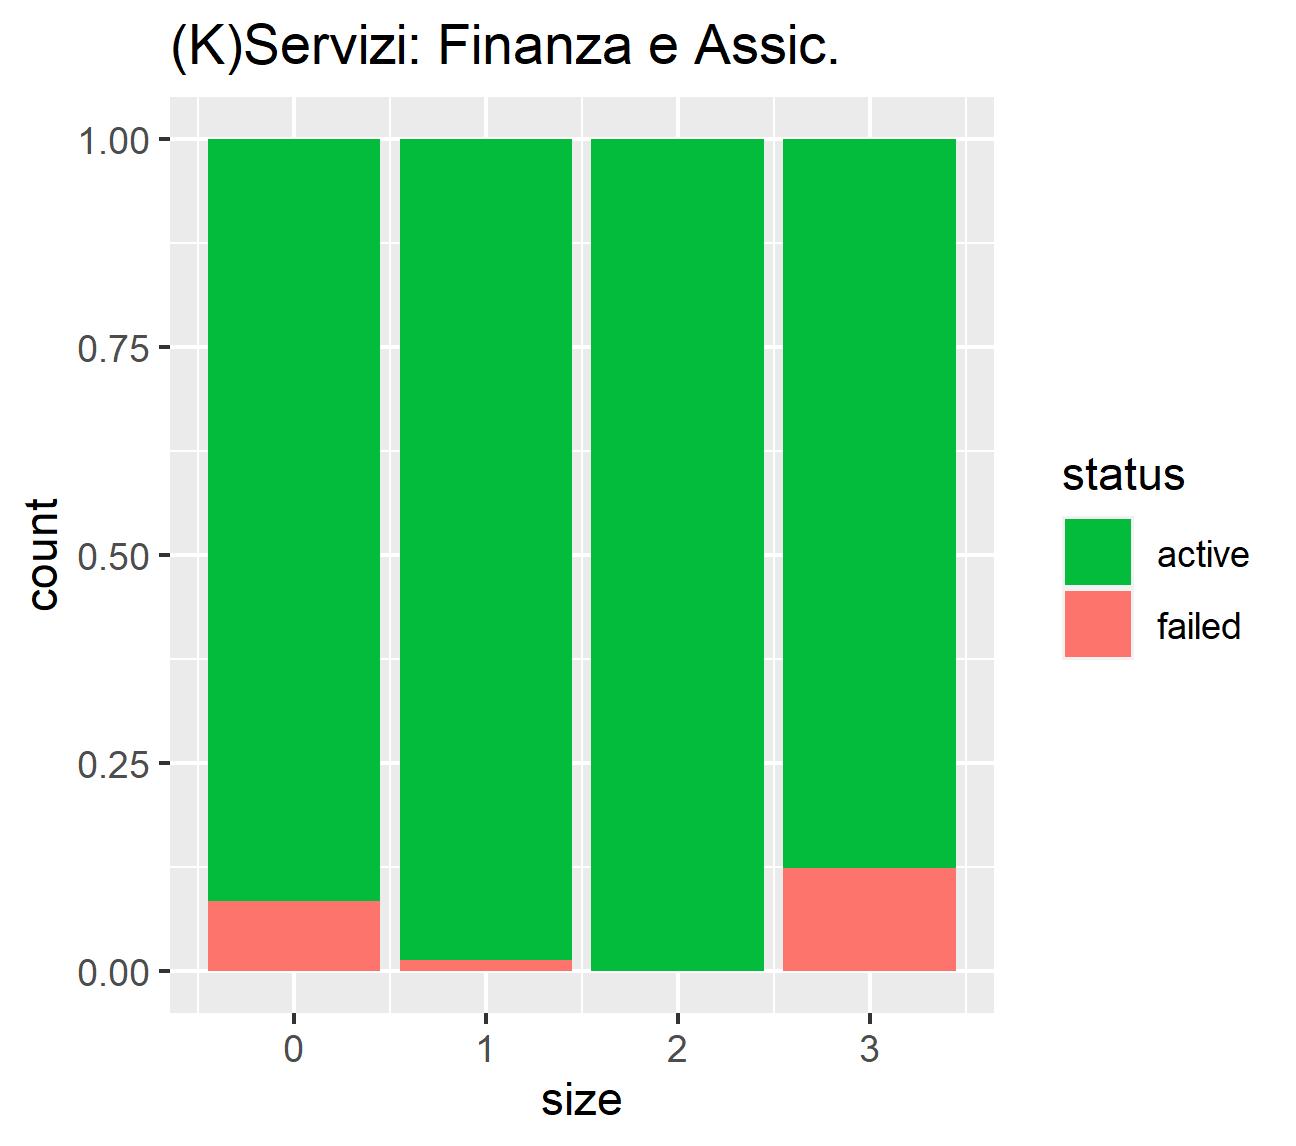 (K)Servizi: Finanza e Assic.
1.00
0.75
0.50
0.25
0.00
count
0
1
2
3
size
status
active
failed